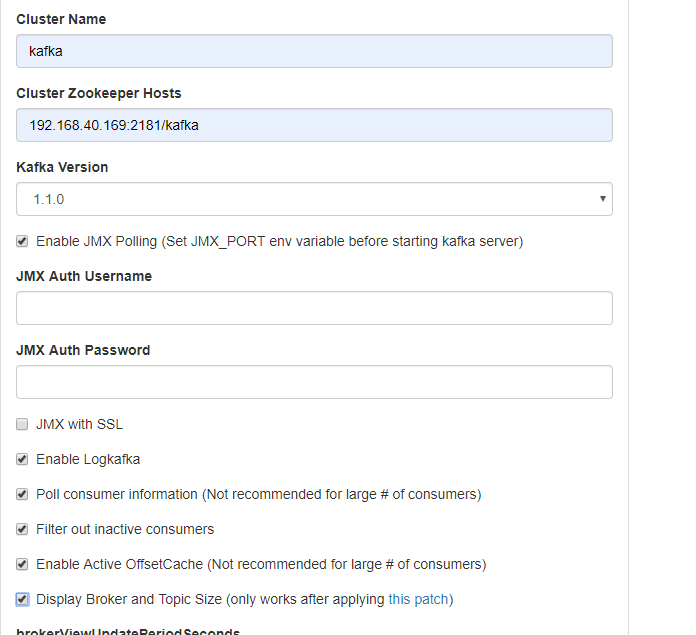 Cluster Name
kafka
Cluster Zookeeper Hosts
192.168.40.169:2181/kafka
Kafka Version
1.1.0
Enable JMX Polling (Set JMX_PORT env variable before starting kafka server)
JMX Auth Username
JMX Auth Password
JMX with SSL
Enable Logkafka
Poll consumer information (Not recommended for large # of consumers)
Filter out inactive consumers
Enable Active OffsetCache (Not recommended for large # of consumers)
Display Broker and Topic Size (only works after applying this patch)
brokerViewUpdatePeriodSeconds